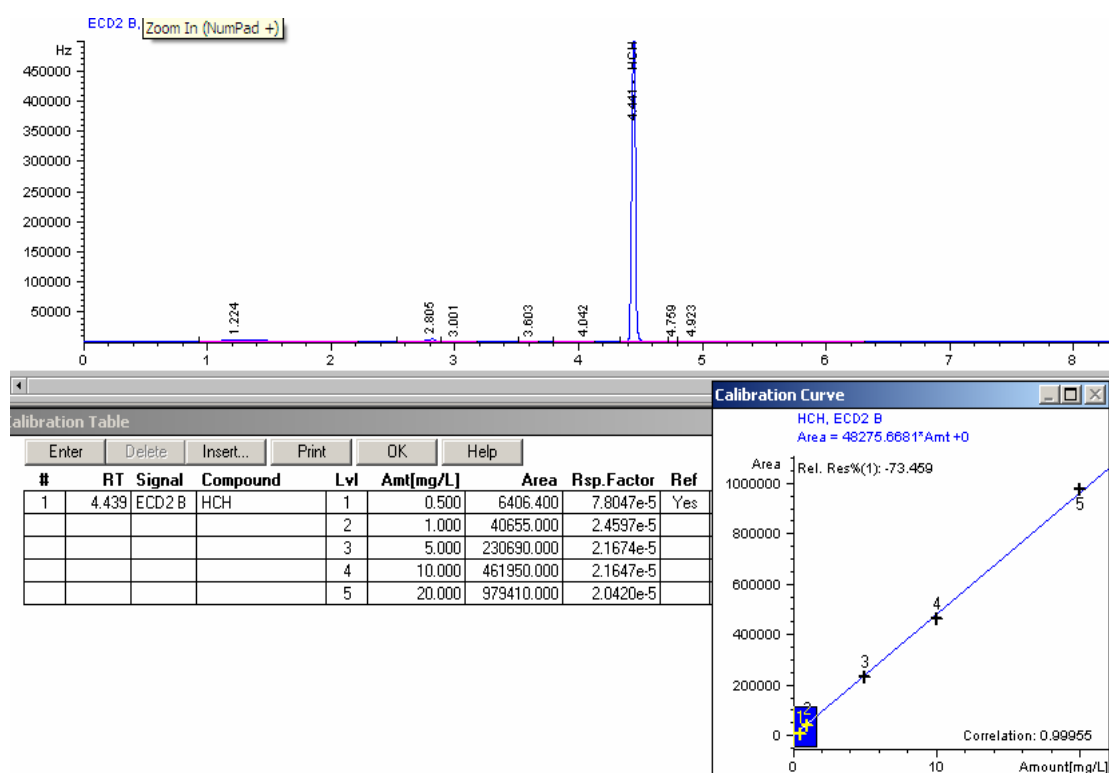 ECD2 B,
Zoom In (NumPad +)
Hz
450000
400000
350000
300000
250000
200000
150000
100000
50000
1.224
2.805
3.001
3.603
4.042
4.441 HCH
4.759
4.923
0 1 2 3 4 5 6 7 8
Calibration Curve
HCH, ECD2 B
Area = 48275.6681*Amt +0
Area
Rel. Res%(1): -73.459
1000000
800000
600000
400000
200000
0
1
2
3
4
5
Correlation: 0.99955
0 10 Amount[mg/L]
alibration Table
Enter Delete Insert... Print OK Help
# RT Signal Compound Lvl Amt[mg/L] Area Rsp.Factor Ref
1 4.439 ECD2 B HCH 1 0.500 6406.400 7.8047e-5 Yes
2 1.000 40655.000 2.4597e-5
3 5.000 230690.000 2.1674e-5
4 10.000 461950.000 2.1647e-5
5 20.000 979410.000 2.0420e-5